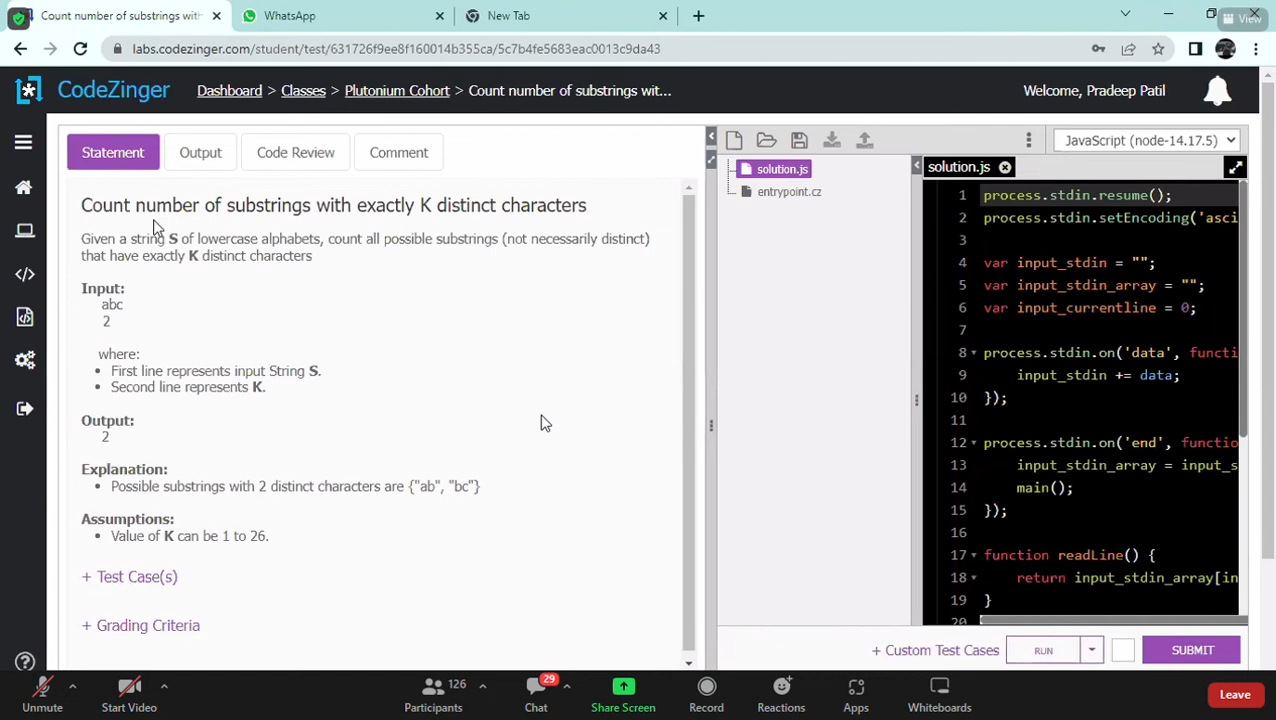 Count number of substrings with
WhatsApp
New Tab
View
labs.codezinger.com/student/test/631726f9ee8f160014b355ca/5c7b4fe5683eac0013c9da43
CodeZinger
Dashboard > Classes > Plutonium Cohort > Count number of substrings wit...
Welcome, Pradeep Patil
Statement
Output
Code Review
Comment
JavaScript (node-14.17.5)
solution.js
entrypoint.cz
solution.js
Count number of substrings with exactly K distinct characters
Given a string S of lowercase alphabets, count all possible substrings (not necessarily distinct)
that have exactly K distinct characters
Input:
abc
2
where:
• First line represents input String S.
• Second line represents K.
Output:
2
Explanation:
• Possible substrings with 2 distinct characters are {"ab", "bc"}
Assumptions:
• Value of K can be 1 to 26.
+ Test Case(s)
+ Grading Criteria
1 process.stdin.resume();
2 process.stdin.setEncoding('asci
3
4 var input_stdin = "";
5 var input_stdin_array = "";
6 var input_currentline = 0;
7
8 process.stdin.on('data', functi
9 input_stdin += data;
10 });
11
12 process.stdin.on('end', functio
13 input_stdin_array = input_s
14 main();
15 });
16
17 function readLine() {
18 return input_stdin_array[in
19 }
20
+ Custom Test Cases
RUN
SUBMIT
Unmute
Start Video
126
Participants
29
Chat
Share Screen
Record
Reactions
Apps
Whiteboards
Leave